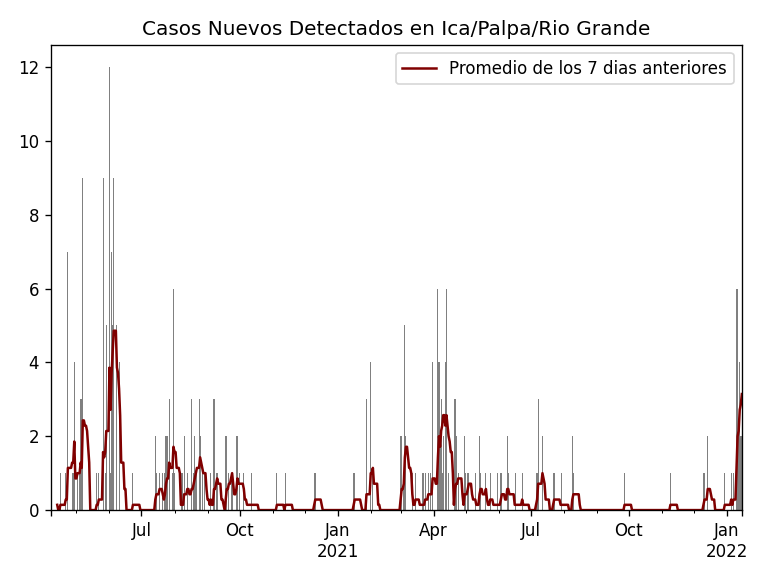 Casos Nuevos Detectados en Ica/Palpa/Rio Grande
Promedio de los 7 dias anteriores
12
10
8
6
4
2
0
Jul
Oct
Jan
2021
Apr
Jul
Oct
Jan
2022